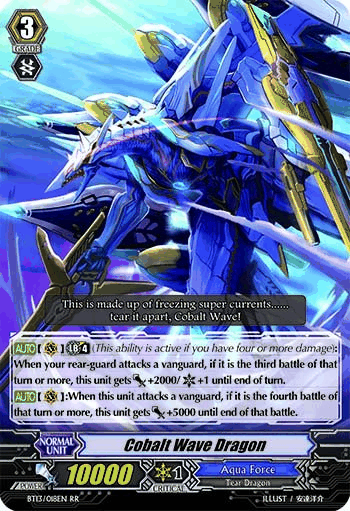 3
GRADE
This is made up of freezing super currents......
tear it apart, Cobalt Wave!
AUTO [ ] LB4 (This ability is active if you have four or more damage):
When your rear-guard attacks a vanguard, if it is the third battle of that
turn or more, this unit gets +2000/ +1 until end of turn.
AUTO [ ]:When this unit attacks a vanguard, if it is the fourth battle of
that turn or more, this unit gets +5000 until end of that battle.
NORMAL
UNIT
Cobalt Wave Dragon
POWER
10000
1
CRITICAL
Aqua Force
Tear Dragon
BT13/018EN RR
ILLUST / 安達洋介